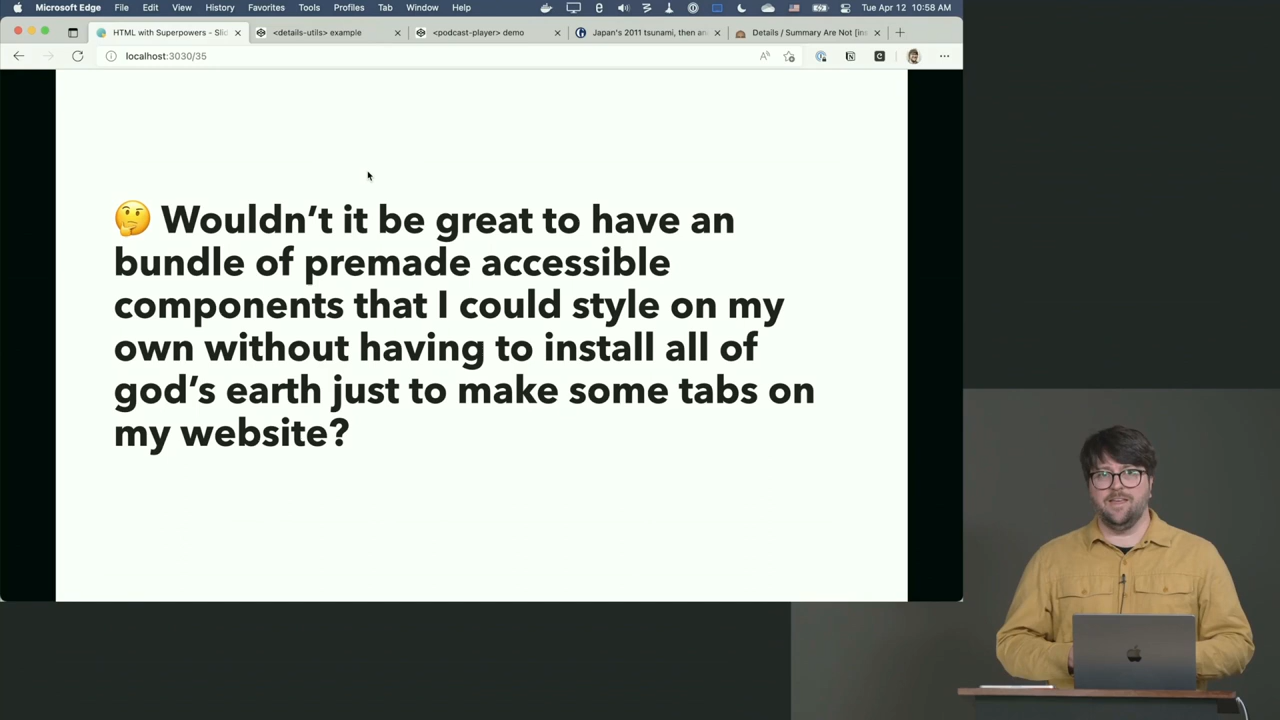 Microsoft Edge File Edit View History Favorites Tools Profiles Tab Window Help Tue Apr 12 10:58 AM
HTML with Superpowers - Slid <details-utils> example <podcast-player> demo Japan's 2011 tsunami, then an Details / Summary Are Not [in
localhost:3030/35
🤔 Wouldn’t it be great to have an
bundle of premade accessible
components that I could style on my
own without having to install all of
god’s earth just to make some tabs on
my website?